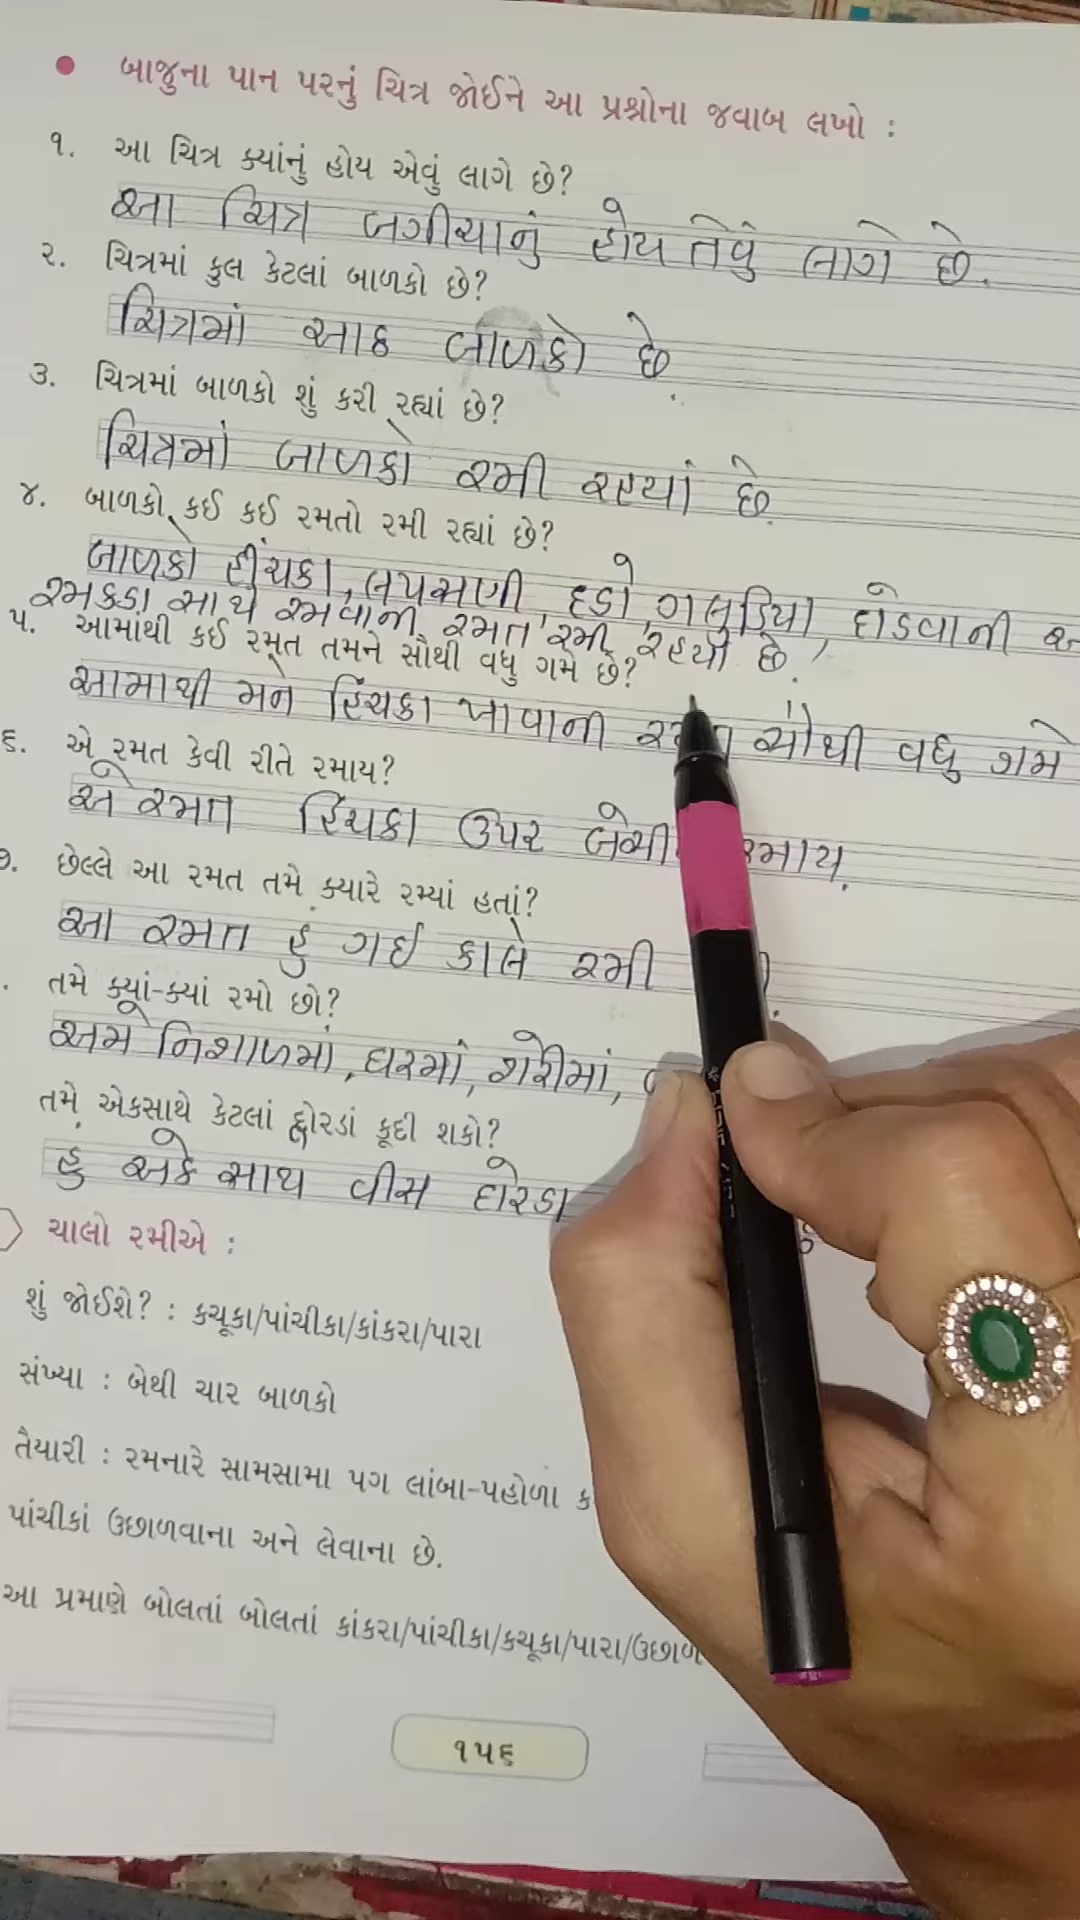 બાજુના પાન પરનું ચિત્ર જોઈને આ પ્રશ્નોના જવાબ લખો :
૧. આ ચિત્ર ક્યાંનું હોય એવું લાગે છે?
આ ચિત્ર બગીચાનું હોય તેવું લાગે છે.
૨. ચિત્રમાં કુલ કેટલાં બાળકો છે?
ચિત્રમાં આઠ બાળકો છે.
૩. ચિત્રમાં બાળકો શું કરી રહ્યાં છે?
ચિત્રમાં બાળકો રમી રહ્યાં છે.
૪. બાળકો કઈ કઈ રમતો રમી રહ્યાં છે?
બાળકો હીંચકા, લપસણી, દડો, ગલુડિયા, દોડવાની
રમકડા સાથે રમવાની રમત રમી રહ્યાં છે.
૫. આમાંથી કઈ રમત તમને સૌથી વધુ ગમે છે?
આમાથી મને હિંચકા ખાવાની સૌથી વધુ ગમે
૬. એ રમત કેવી રીતે રમાય?
એ રમત હિંચકા ઉપર બેસી રમાય.
૭. છેલ્લે આ રમત તમે ક્યારે રમ્યાં હતાં?
આ રમત હું ગઈ કાલે રમી
તમે ક્યાં-ક્યાં રમો છો?
અમે નિશાળમાં, ઘરમાં, શેરીમાં,
તમે એકસાથે કેટલાં દોરડાં કૂદી શકો?
હું એક સાથે વીસ દોરડા
ચાલો રમીએ :
શું જોઈશે? : કચૂકા/પાંચીકા/કાંકરા/પારા
સંખ્યા : બેથી ચાર બાળકો
તૈયારી : રમનારે સામસામા પગ લાંબા-પહોળા
પાંચીકાં ઉછાળવાના અને લેવાના છે.
આ પ્રમાણે બોલતાં બોલતાં કાંકરા/પાંચીકા/કચૂકા/પારા/ઉછાળ
૧૫૬